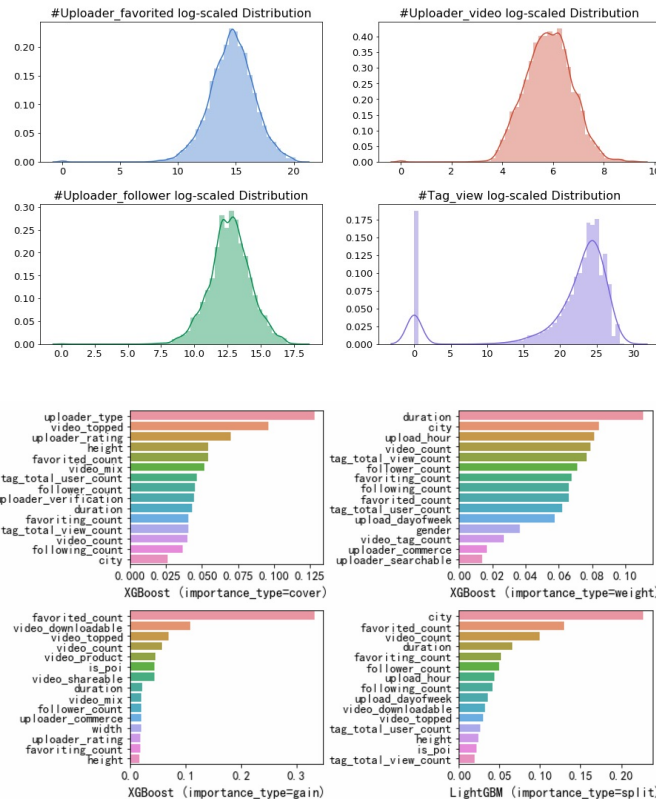 #Uploader_favorited log-scaled Distribution
0.20
0.15
0.10
0.05
0.00
0 5 10 15 20
#Uploader_video log-scaled Distribution
0.40
0.35
0.30
0.25
0.20
0.15
0.10
0.05
0.00
0 2 4 6 8 10
#Uploader_follower log-scaled Distribution
0.30
0.25
0.20
0.15
0.10
0.05
0.00
0.0 2.5 5.0 7.5 10.0 12.5 15.0 17.5
#Tag_view log-scaled Distribution
0.175
0.150
0.125
0.100
0.075
0.050
0.025
0.000
0 5 10 15 20 25 30
uploader_type
video_topped
uploader_rating
height
favorited_count
video_mix
tag_total_user_count
follower_count
uploader_verification
duration
favoriting_count
tag_total_view_count
video_count
following_count
city
0.000 0.025 0.050 0.075 0.100 0.125
XGBoost (importance_type=cover)
duration
city
upload_hour
video_count
tag_total_view_count
follower_count
favoriting_count
following_count
favorited_count
tag_total_user_count
upload_dayofweek
gender
video_tag_count
uploader_commerce
uploader_searchable
0.00 0.02 0.04 0.06 0.08 0.10
XGBoost (importance_type=weight)
favorited_count
video_downloadable
video_topped
video_count
video_product
is_poi
video_shareable
duration
video_mix
follower_count
uploader_commerce
width
uploader_rating
favoriting_count
height
0.0 0.1 0.2 0.3
XGBoost (importance_type=gain)
city
favorited_count
video_count
duration
favoriting_count
follower_count
upload_hour
following_count
upload_dayofweek
video_downloadable
video_topped
tag_total_user_count
height
is_poi
tag_total_view_count
0.00 0.05 0.10 0.15 0.20
LightGBM (importance_type=split)